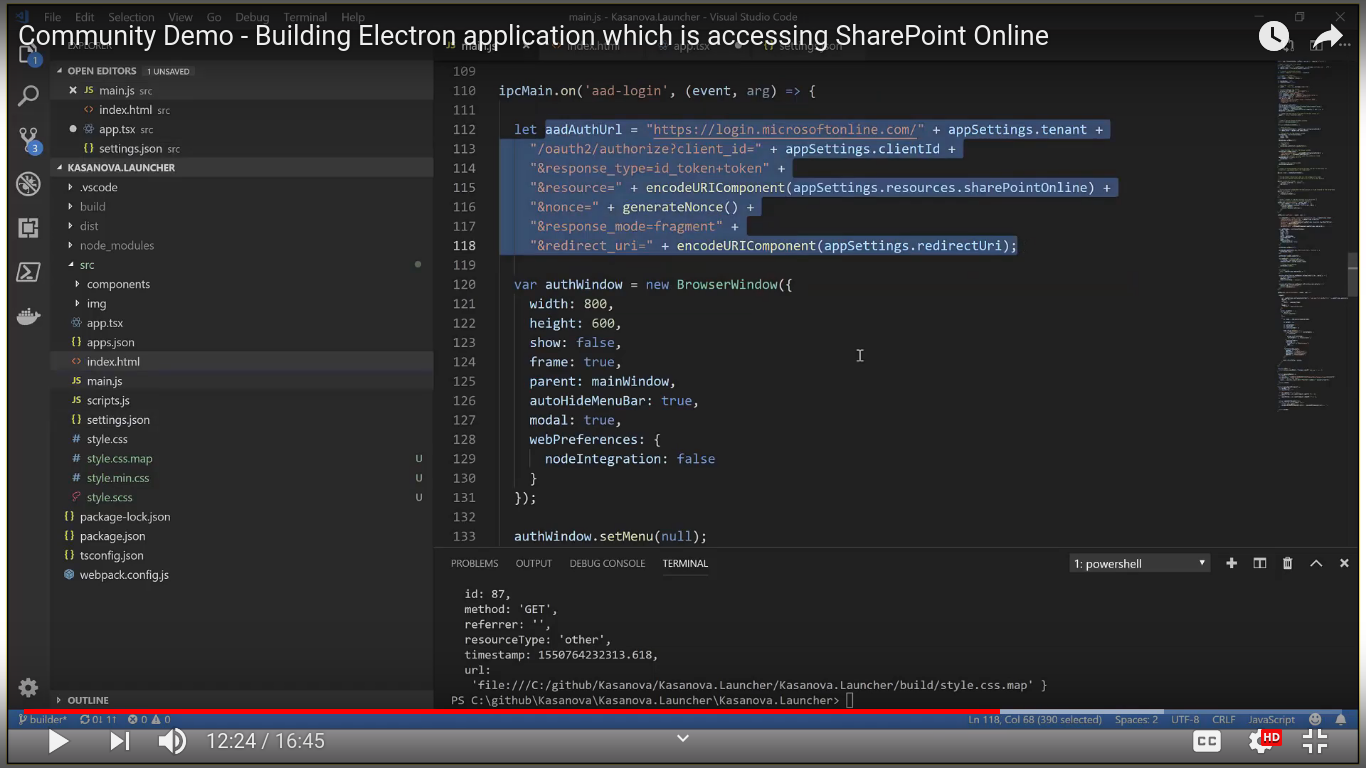 File Edit Selection View Go Debug Terminal Help
main.js - Kasanova.Launcher - Visual Studio Code
Community Demo - Building Electron application which is accessing SharePoint Online
EXPLORER
main.js
index.html
app.tsx
settings.json
OPEN EDITORS 1 UNSAVED
main.js src
index.html src
app.tsx src
settings.json src
KASANOVA.LAUNCHER
.vscode
build
dist
node_modules
src
components
img
app.tsx
apps.json
index.html
main.js
scripts.js
settings.json
style.css
style.css.map U
style.min.css U
style.scss U
package-lock.json
package.json
tsconfig.json
webpack.config.js
OUTLINE
1
3
109
110 ipcMain.on('aad-login', (event, arg) => {
111
112 let aadAuthUrl = "https://login.microsoftonline.com/" + appSettings.tenant +
113 "/oauth2/authorize?client_id=" + appSettings.clientId +
114 "&response_type=id_token+token" +
115 "&resource=" + encodeURIComponent(appSettings.resources.sharePointOnline) +
116 "&nonce=" + generateNonce() +
117 "&response_mode=fragment" +
118 "&redirect_uri=" + encodeURIComponent(appSettings.redirectUri);
119
120 var authWindow = new BrowserWindow({
121 width: 800,
122 height: 600,
123 show: false,
124 frame: true,
125 parent: mainWindow,
126 autoHideMenuBar: true,
127 modal: true,
128 webPreferences: {
129 nodeIntegration: false
130 }
131 });
132
133 authWindow.setMenu(null);
PROBLEMS OUTPUT DEBUG CONSOLE TERMINAL 1: powershell
id: 87,
method: 'GET',
referrer: '',
resourceType: 'other',
timestamp: 1550764232313.618,
url:
'file:///C:/github/Kasanova/Kasanova.Launcher/Kasanova.Launcher/build/style.css.map' }
PS C:\github\Kasanova\Kasanova.Launcher\Kasanova.Launcher>
builder* 0↓ 1↑ 0 0 Ln 118, Col 68 (390 selected) Spaces: 2 UTF-8 CRLF JavaScript
12:24 / 16:45 CC HD